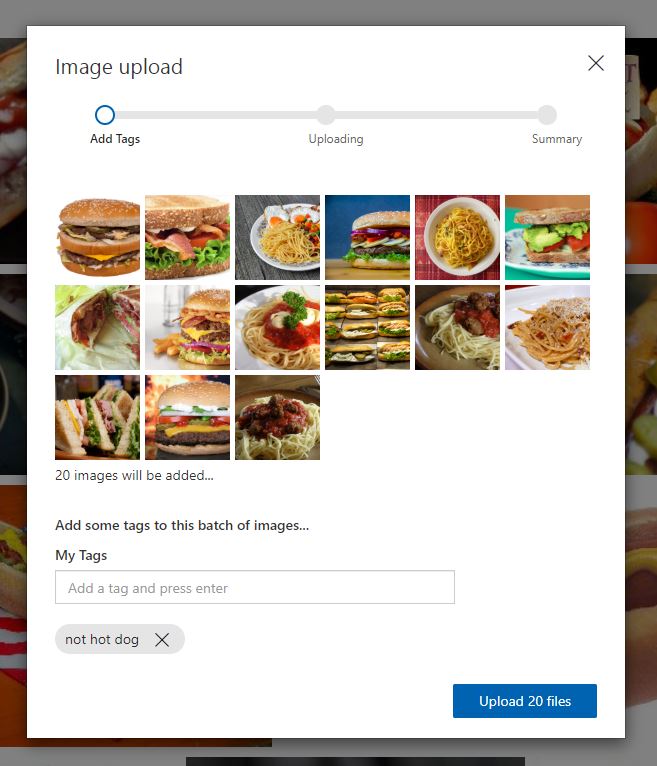 Image upload
Add Tags
Uploading
Summary
20 images will be added...
Add some tags to this batch of images...
My Tags
Add a tag and press enter
not hot dog
Upload 20 files